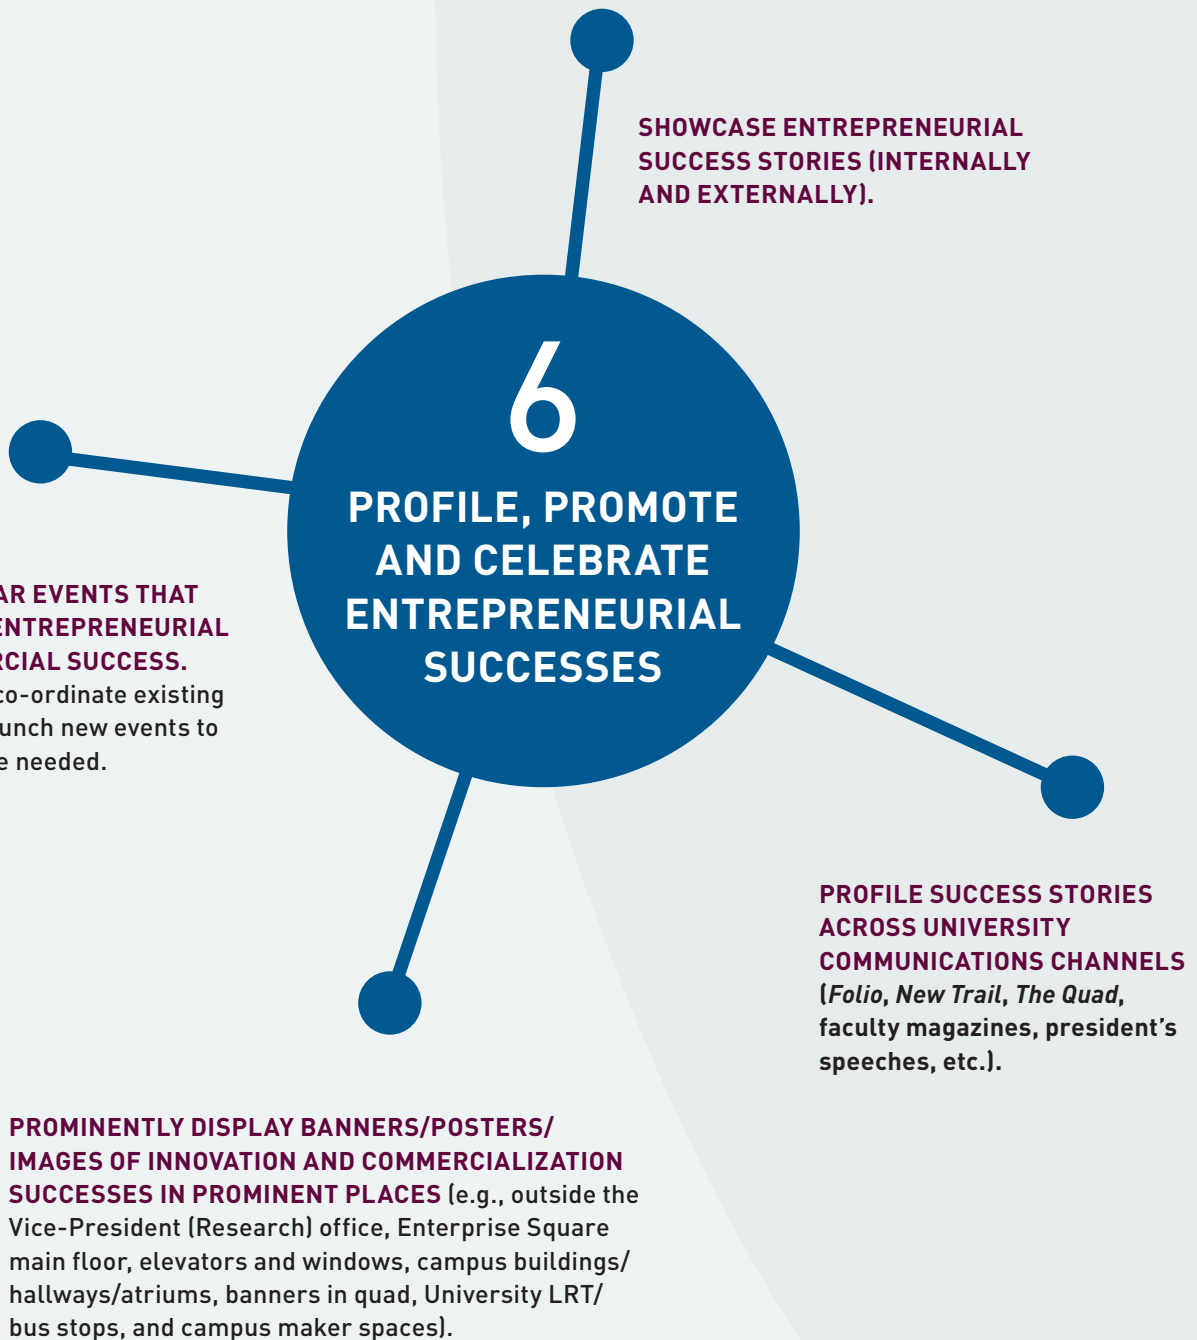 SHOWCASE ENTREPRENEURIAL
SUCCESS STORIES (INTERNALLY
AND EXTERNALLY).
6
PROFILE, PROMOTE
AND CELEBRATE
ENTREPRENEURIAL
SUCCESSES
EVENTS THAT
ENTREPRENEURIAL
SUCCESS.
co-ordinate existing
new events to
needed.
PROFILE SUCCESS STORIES
ACROSS UNIVERSITY
COMMUNICATIONS CHANNELS
(Folio, New Trail, The Quad,
faculty magazines, president’s
speeches, etc.).
PROMINENTLY DISPLAY BANNERS/POSTERS/
IMAGES OF INNOVATION AND COMMERCIALIZATION
SUCCESSES IN PROMINENT PLACES (e.g., outside the
Vice-President (Research) office, Enterprise Square
main floor, elevators and windows, campus buildings/
hallways/atriums, banners in quad, University LRT/
bus stops, and campus maker spaces).